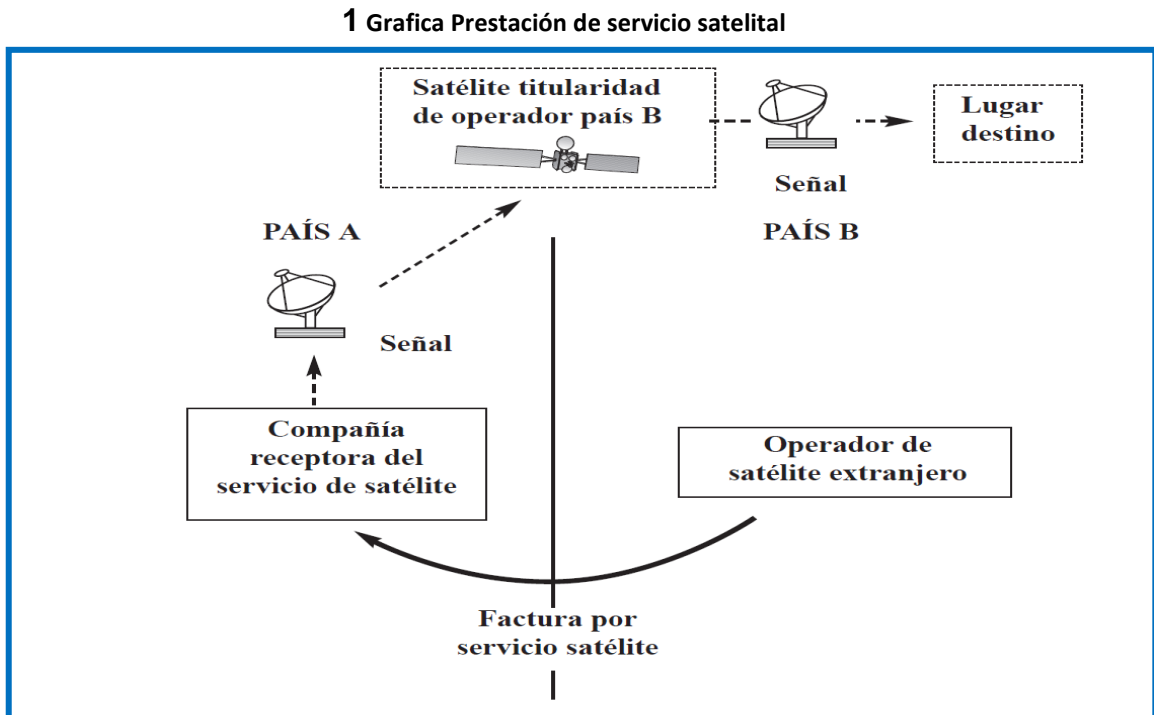 1 Grafica Prestación de servicio satelital
Satélite titularidad
de operador país B
Lugar
destino
Señal
PAÍS A
PAÍS B
Señal
Compañía
receptora del
servicio de satélite
Operador de
satélite extranjero
Factura por
servicio satélite